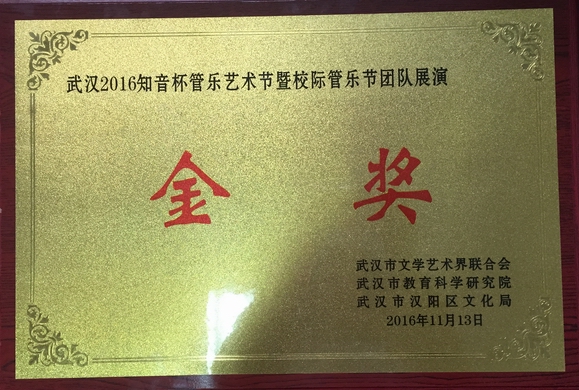 武汉2016知音杯管乐艺术节暨校际管乐节团队展演
金奖
武汉市文学艺术界联合会
武汉市教育科学研究院
武汉市汉阳区文化局
2016年11月13日